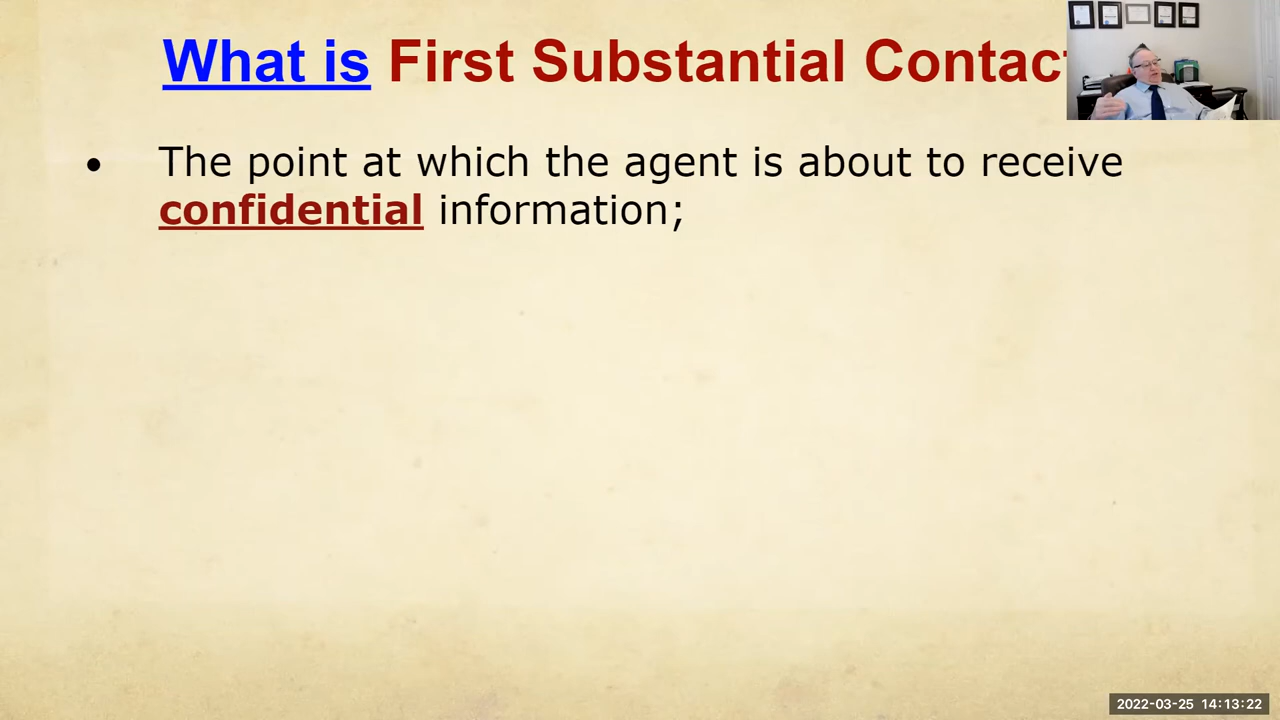 What is First Substantial Contact
• The point at which the agent is about to receive
confidential information;
2022-03-25 14:13:22